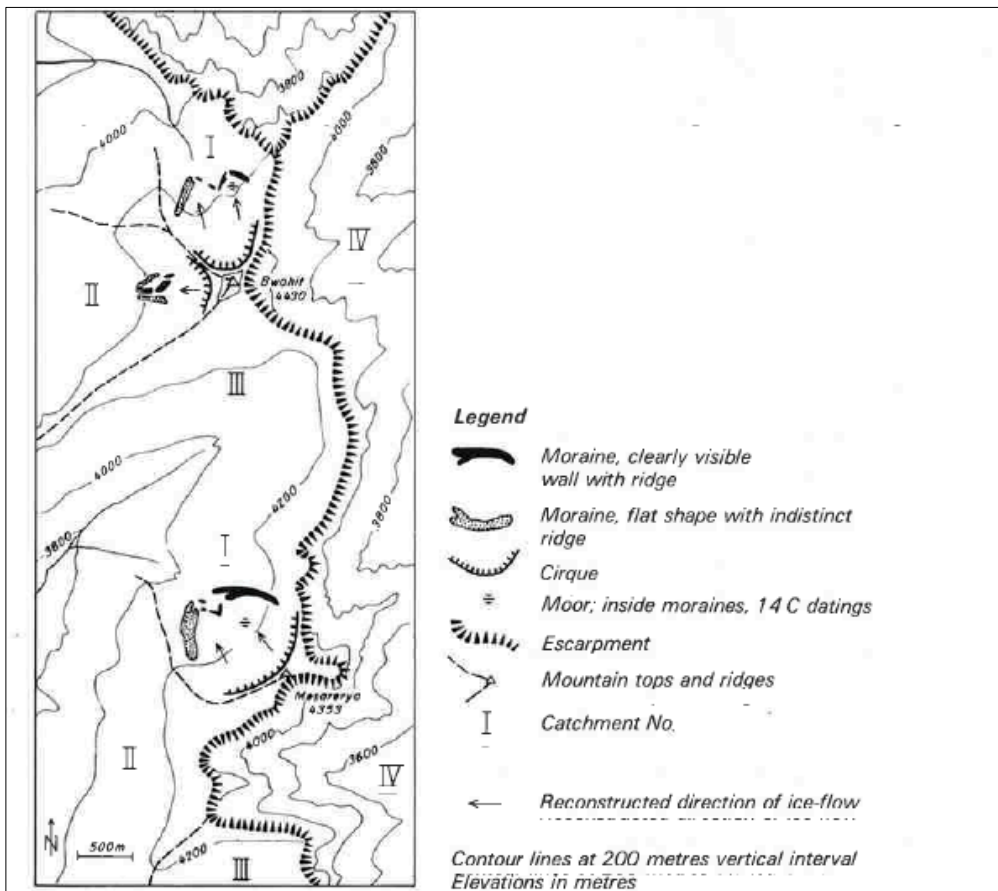 3800
4000
4000
3800
I
IV
Bwahit
4430
II
III
4000
4200
3800
3800
I
Mesarerya
4353
4000
3600
II
IV
N
500m
4200
III
Legend
Moraine, clearly visible
wall with ridge
Moraine, flat shape with indistinct
ridge
Cirque
Moor; inside moraines, 14 C datings
Escarpment
Mountain tops and ridges
Catchment No.
Reconstructed direction of ice-flow
Contour lines at 200 metres vertical interval
Elevations in metres